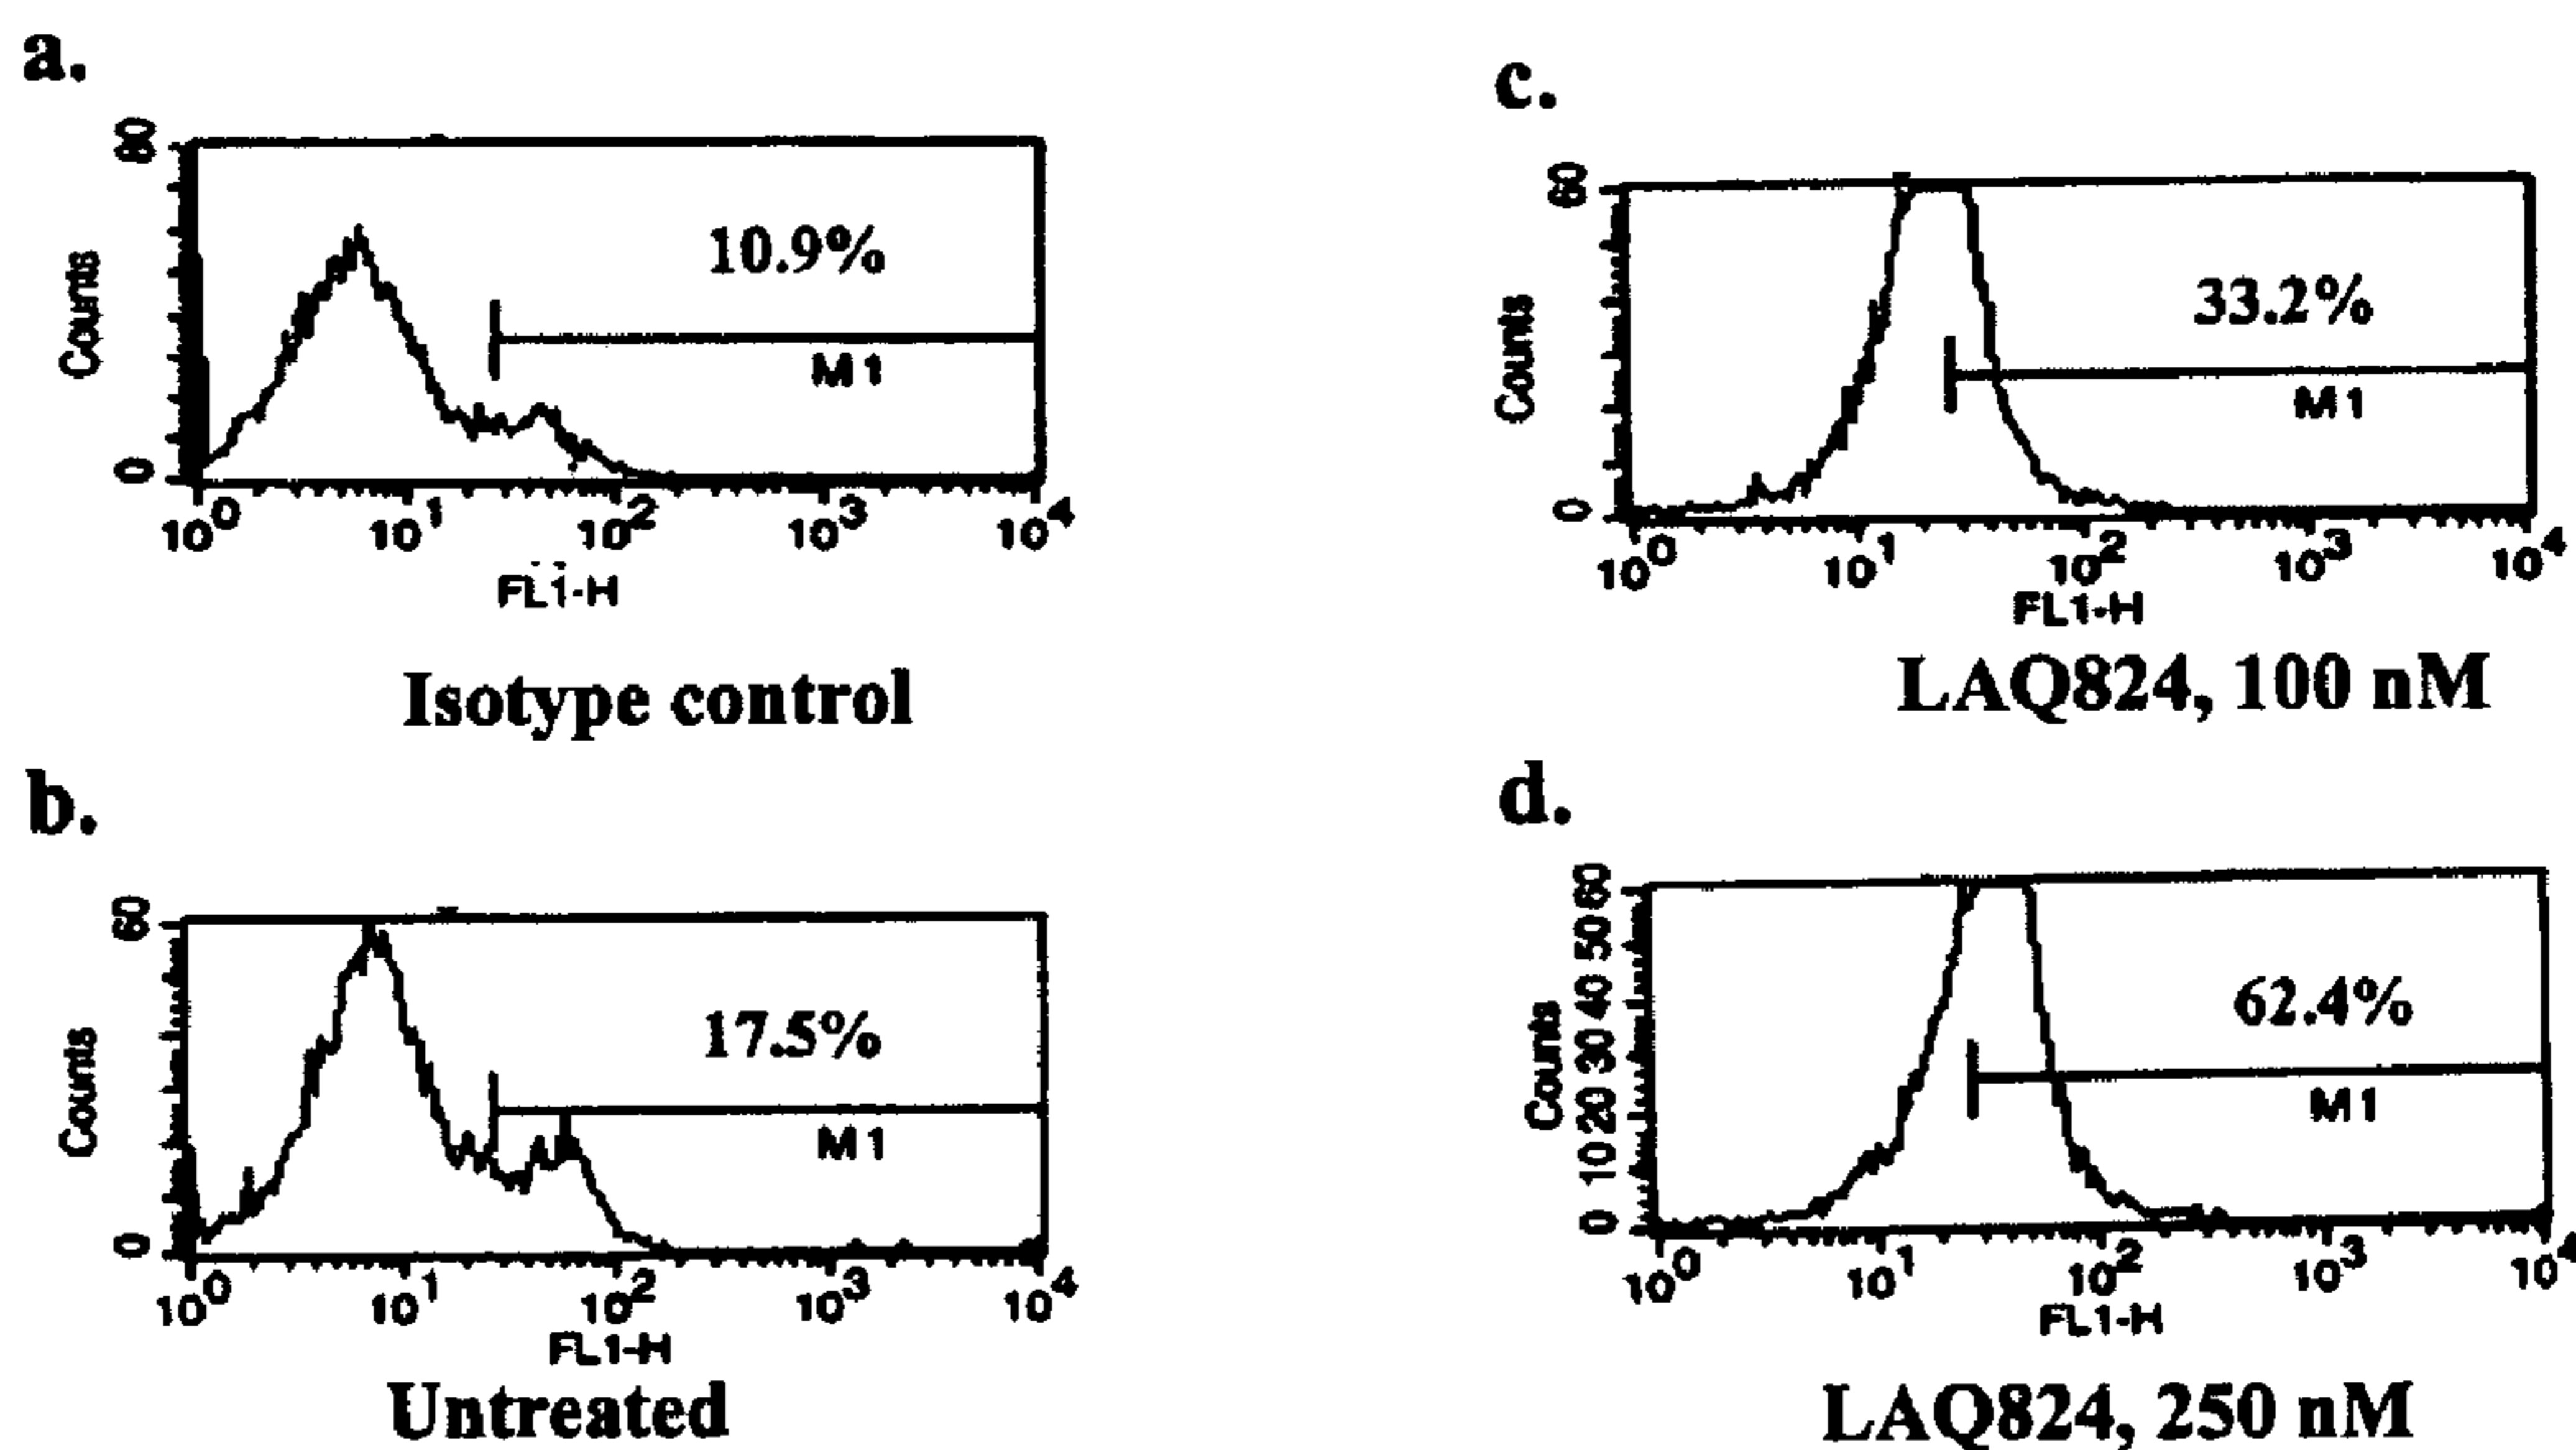 a.
80
Counts
10.9%
M1
0
10^0 10^1 10^2 10^3 10^4
FL1-H
Isotype control
b.
60
Counts
17.5%
M1
0
10^0 10^1 10^2 10^3 10^4
FL1-H
Untreated
c.
60
Counts
33.2%
M1
0
10^0 10^1 10^2 10^3 10^4
FL1-H
LAQ824, 100 nM
d.
0 10 20 30 40 50 60
Counts
62.4%
M1
10^0 10^1 10^2 10^3 10^4
FL1-H
LAQ824, 250 nM